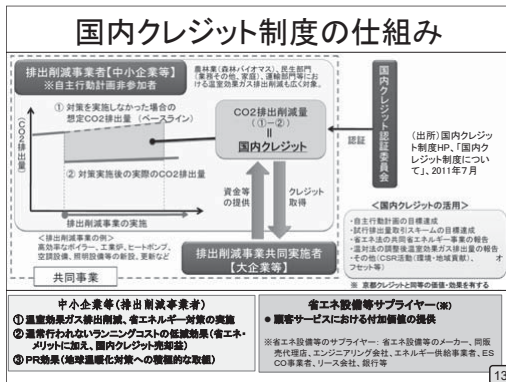 国内クレジット制度の仕組み
排出削減事業者【中小企業等】
※自主行動計画非参加者
農林業(森林バイオマス)、民生部門
(業務その他、家庭)、運輸部門等にお
ける温室効果ガス排出削減も広く対象。
(CO2排出量)
① 対策を実施しなかった場合の
想定CO2排出量 (ベースライン)
② 対策実施後の実際のCO2排出量
排出削減事業の実施
CO2排出削減量
(①-②)
=
国内クレジット
認証
国内クレジット認証委員会
(出所)国内クレジッ
ト制度HP、「国内ク
レジット制度につい
て」、2011年7月
資金等
の提供
クレジット
取得
<排出削減事業の例>
高効率なボイラー、工業炉、ヒートポンプ、
空調設備、照明設備等の新設、更新など
共同事業
排出削減事業共同実施者
【大企業等】
<国内クレジットの活用>
・自主行動計画の目標達成
・試行排出量取引スキームの目標達成
・省エネ法の共同省エネルギー事業の報告
・温対法の調整後温室効果ガス排出量の報告
・その他(CSR活動(環境・地域貢献)、オ
フセット等)
※ 京都クレジットと同等の価値・効果を有する
中小企業等(排出削減事業者)
① 温室効果ガス排出削減、省エネルギー対策の実施
② 通常行われないランニングコストの低減効果(省エネ・
メリットに加え、国内クレジット売却益)
③ PR効果(地球温暖化対策への積極的な取組)
省エネ設備等サプライヤー(※)
● 顧客サービスにおける付加価値の提供
※省エネ設備等のサプライヤー:省エネ設備等のメーカー、同販
売代理店、エンジニアリング会社、エネルギー供給事業者、ES
CO事業者、リース会社、銀行等
13